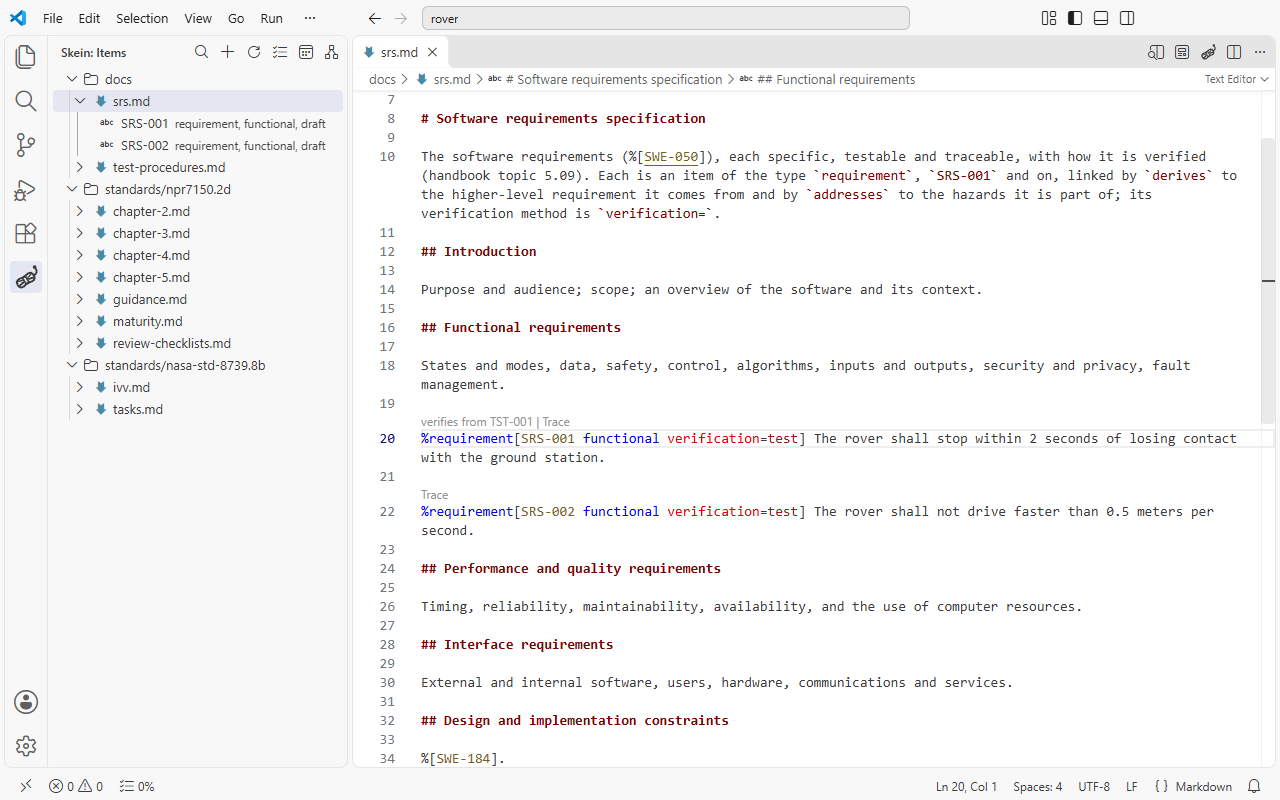 File Edit Selection View Go Run ···
rover
Skein: Items
docs
srs.md
abc SRS-001 requirement, functional, draft
abc SRS-002 requirement, functional, draft
test-procedures.md
standards/npr7150.2d
chapter-2.md
chapter-3.md
chapter-4.md
chapter-5.md
guidance.md
maturity.md
review-checklists.md
standards/nasa-std-8739.8b
ivv.md
tasks.md
srs.md
docs > srs.md > abc # Software requirements specification > abc ## Functional requirements
Text Editor
7
8 # Software requirements specification
9
10 The software requirements (%[SWE-050]), each specific, testable and traceable, with how it is verified
(handbook topic 5.09). Each is an item of the type `requirement`, `SRS-001` and on, linked by `derives` to
the higher-level requirement it comes from and by `addresses` to the hazards it is part of; its
verification method is `verification=`.
11
12 ## Introduction
13
14 Purpose and audience; scope; an overview of the software and its context.
15
16 ## Functional requirements
17
18 States and modes, data, safety, control, algorithms, inputs and outputs, security and privacy, fault
management.
19
verifies from TST-001 | Trace
20 %requirement[SRS-001 functional verification=test] The rover shall stop within 2 seconds of losing contact
with the ground station.
21
Trace
22 %requirement[SRS-002 functional verification=test] The rover shall not drive faster than 0.5 meters per
second.
23
24 ## Performance and quality requirements
25
26 Timing, reliability, maintainability, availability, and the use of computer resources.
27
28 ## Interface requirements
29
30 External and internal software, users, hardware, communications and services.
31
32 ## Design and implementation constraints
33
34 %[SWE-184].
0 0 0%
Ln 20, Col 1 Spaces: 4 UTF-8 LF {} Markdown